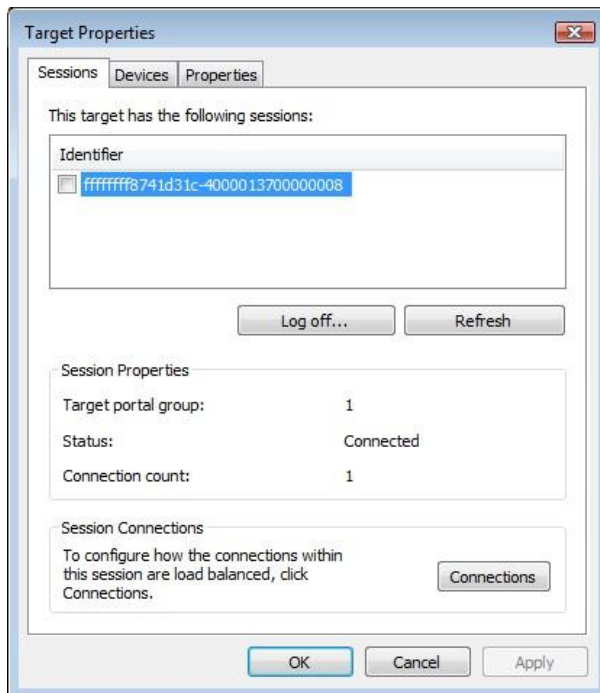 Target Properties
Sessions Devices Properties
This target has the following sessions:
Identifier
ffffffff8741d31c-4000013700000008
Log off... Refresh
Session Properties
Target portal group: 1
Status: Connected
Connection count: 1
Session Connections
To configure how the connections within
this session are load balanced, click
Connections.
Connections
OK Cancel Apply